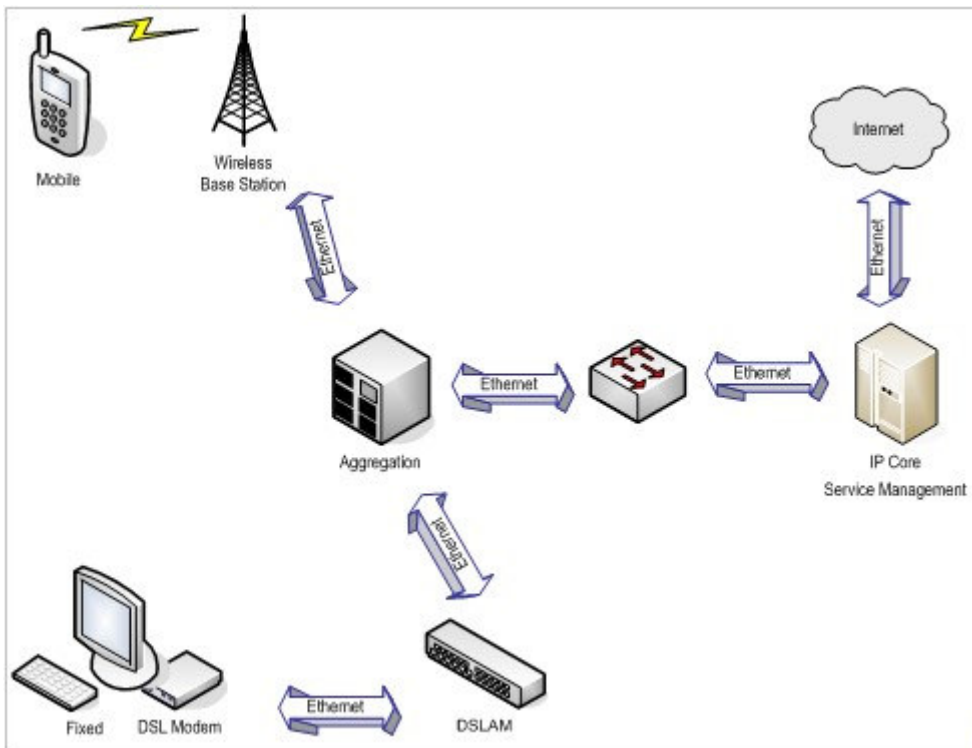 Mobile
Wireless
Base Station
Internet
Ethernet
Ethernet
Ethernet
Ethernet
Aggregation
IP Core
Service Management
Ethernet
Fixed
DSL Modem
Ethernet
DSLAM